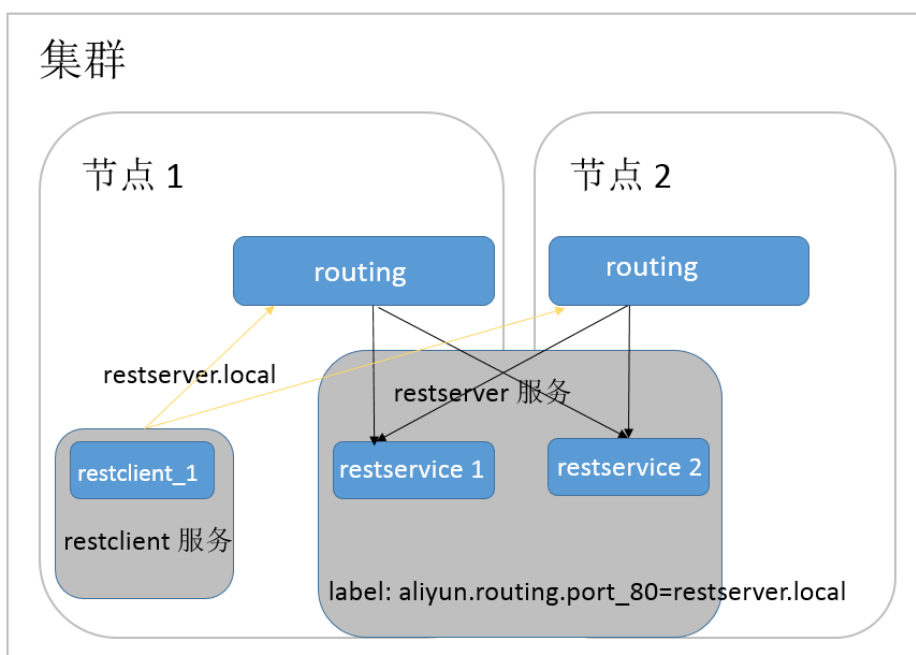 集群
节点 1
节点 2
routing
routing
restserver.local
restserver 服务
restclient_1
restservice 1
restservice 2
restclient 服务
label: aliyun.routing.port_80=restserver.local